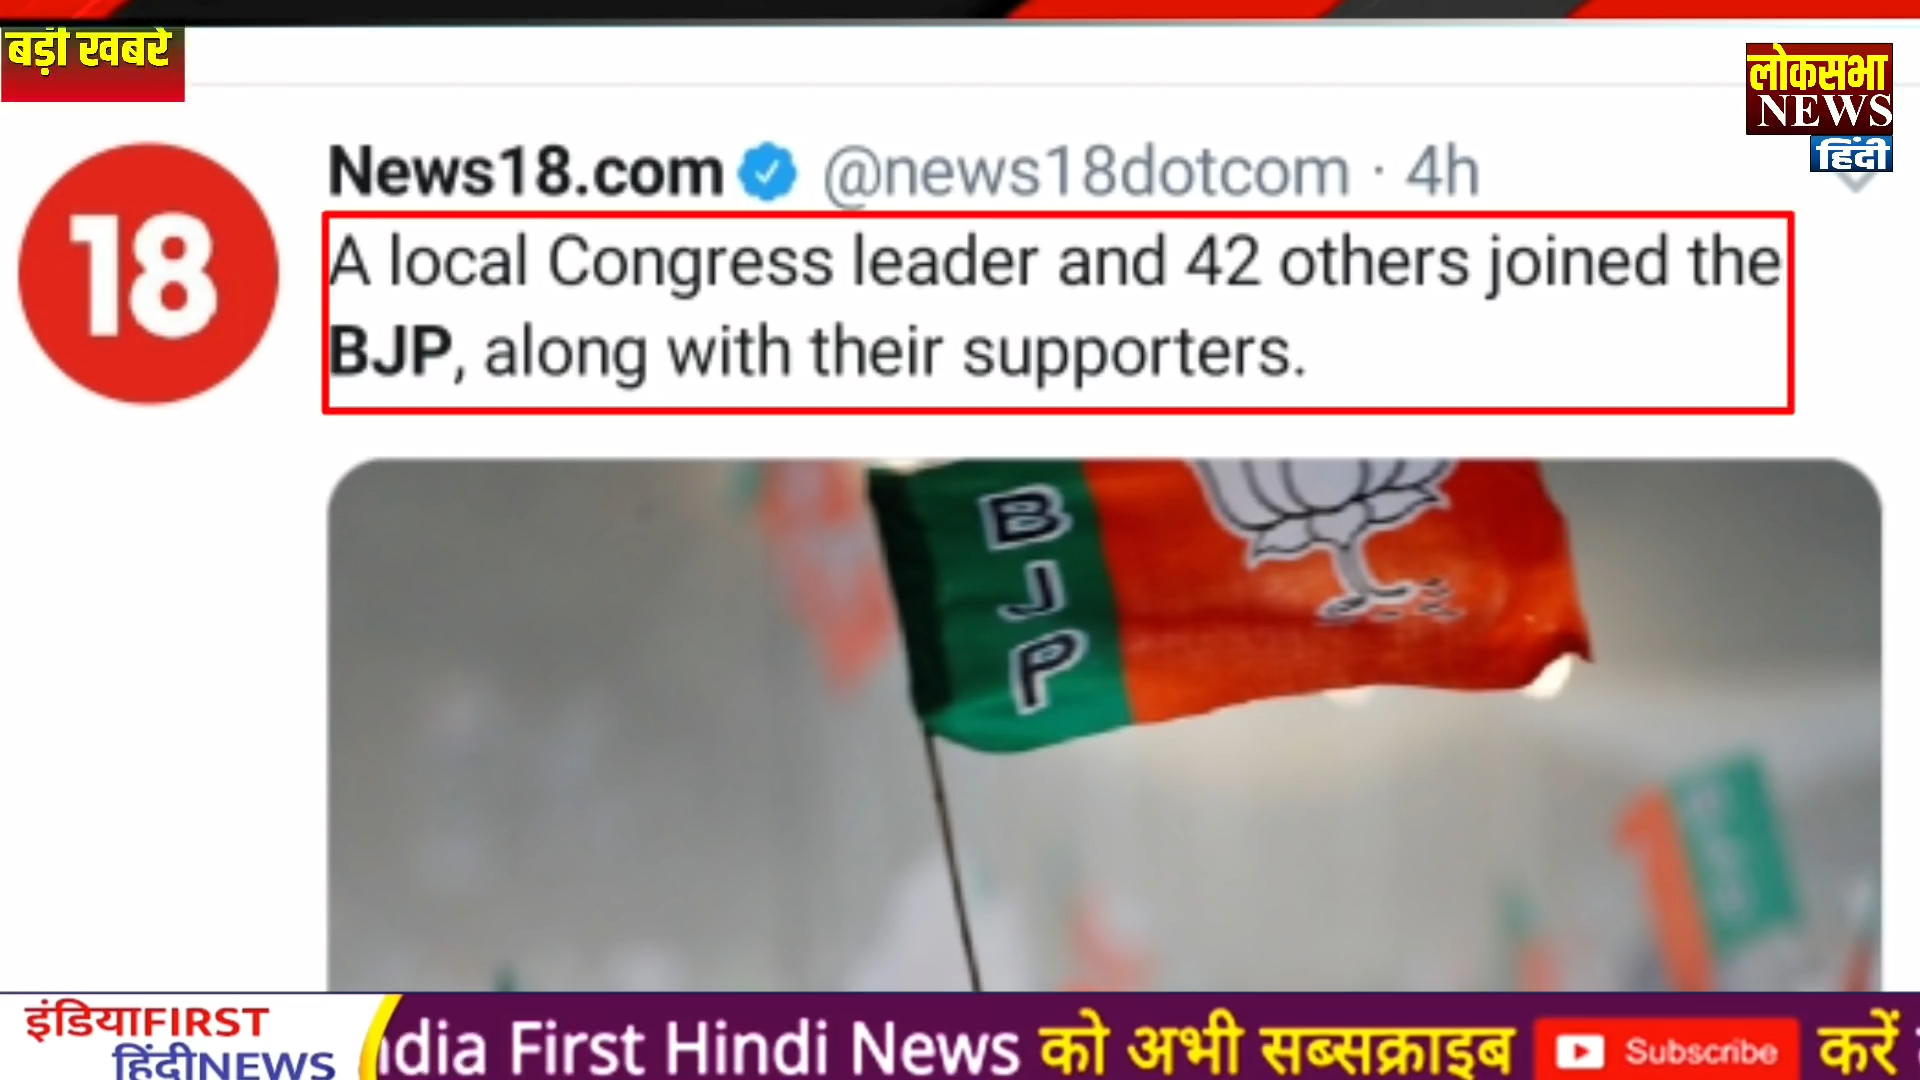 बड़ी खबरे
लोकसभा
NEWS
हिंदी
18
News18.com @news18dotcom · 4h
A local Congress leader and 42 others joined the
BJP, along with their supporters.
B
J
P
इंडियाFIRST
हिंदीNEWS
dia First Hindi News को अभी सब्सक्राइब Subscribe करें